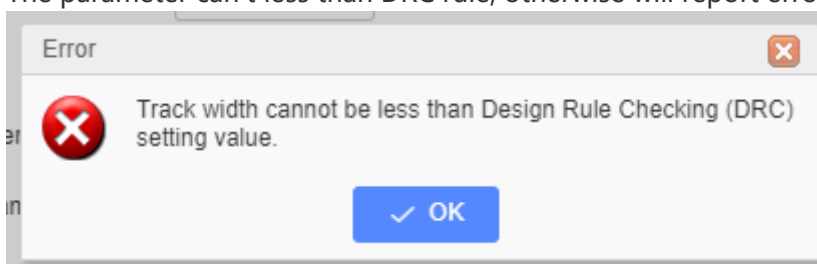 The parameter can't less than DRC rule, otherwise will report erro
Error
Track width cannot be less than Design Rule Checking (DRC)
setting value.
OK